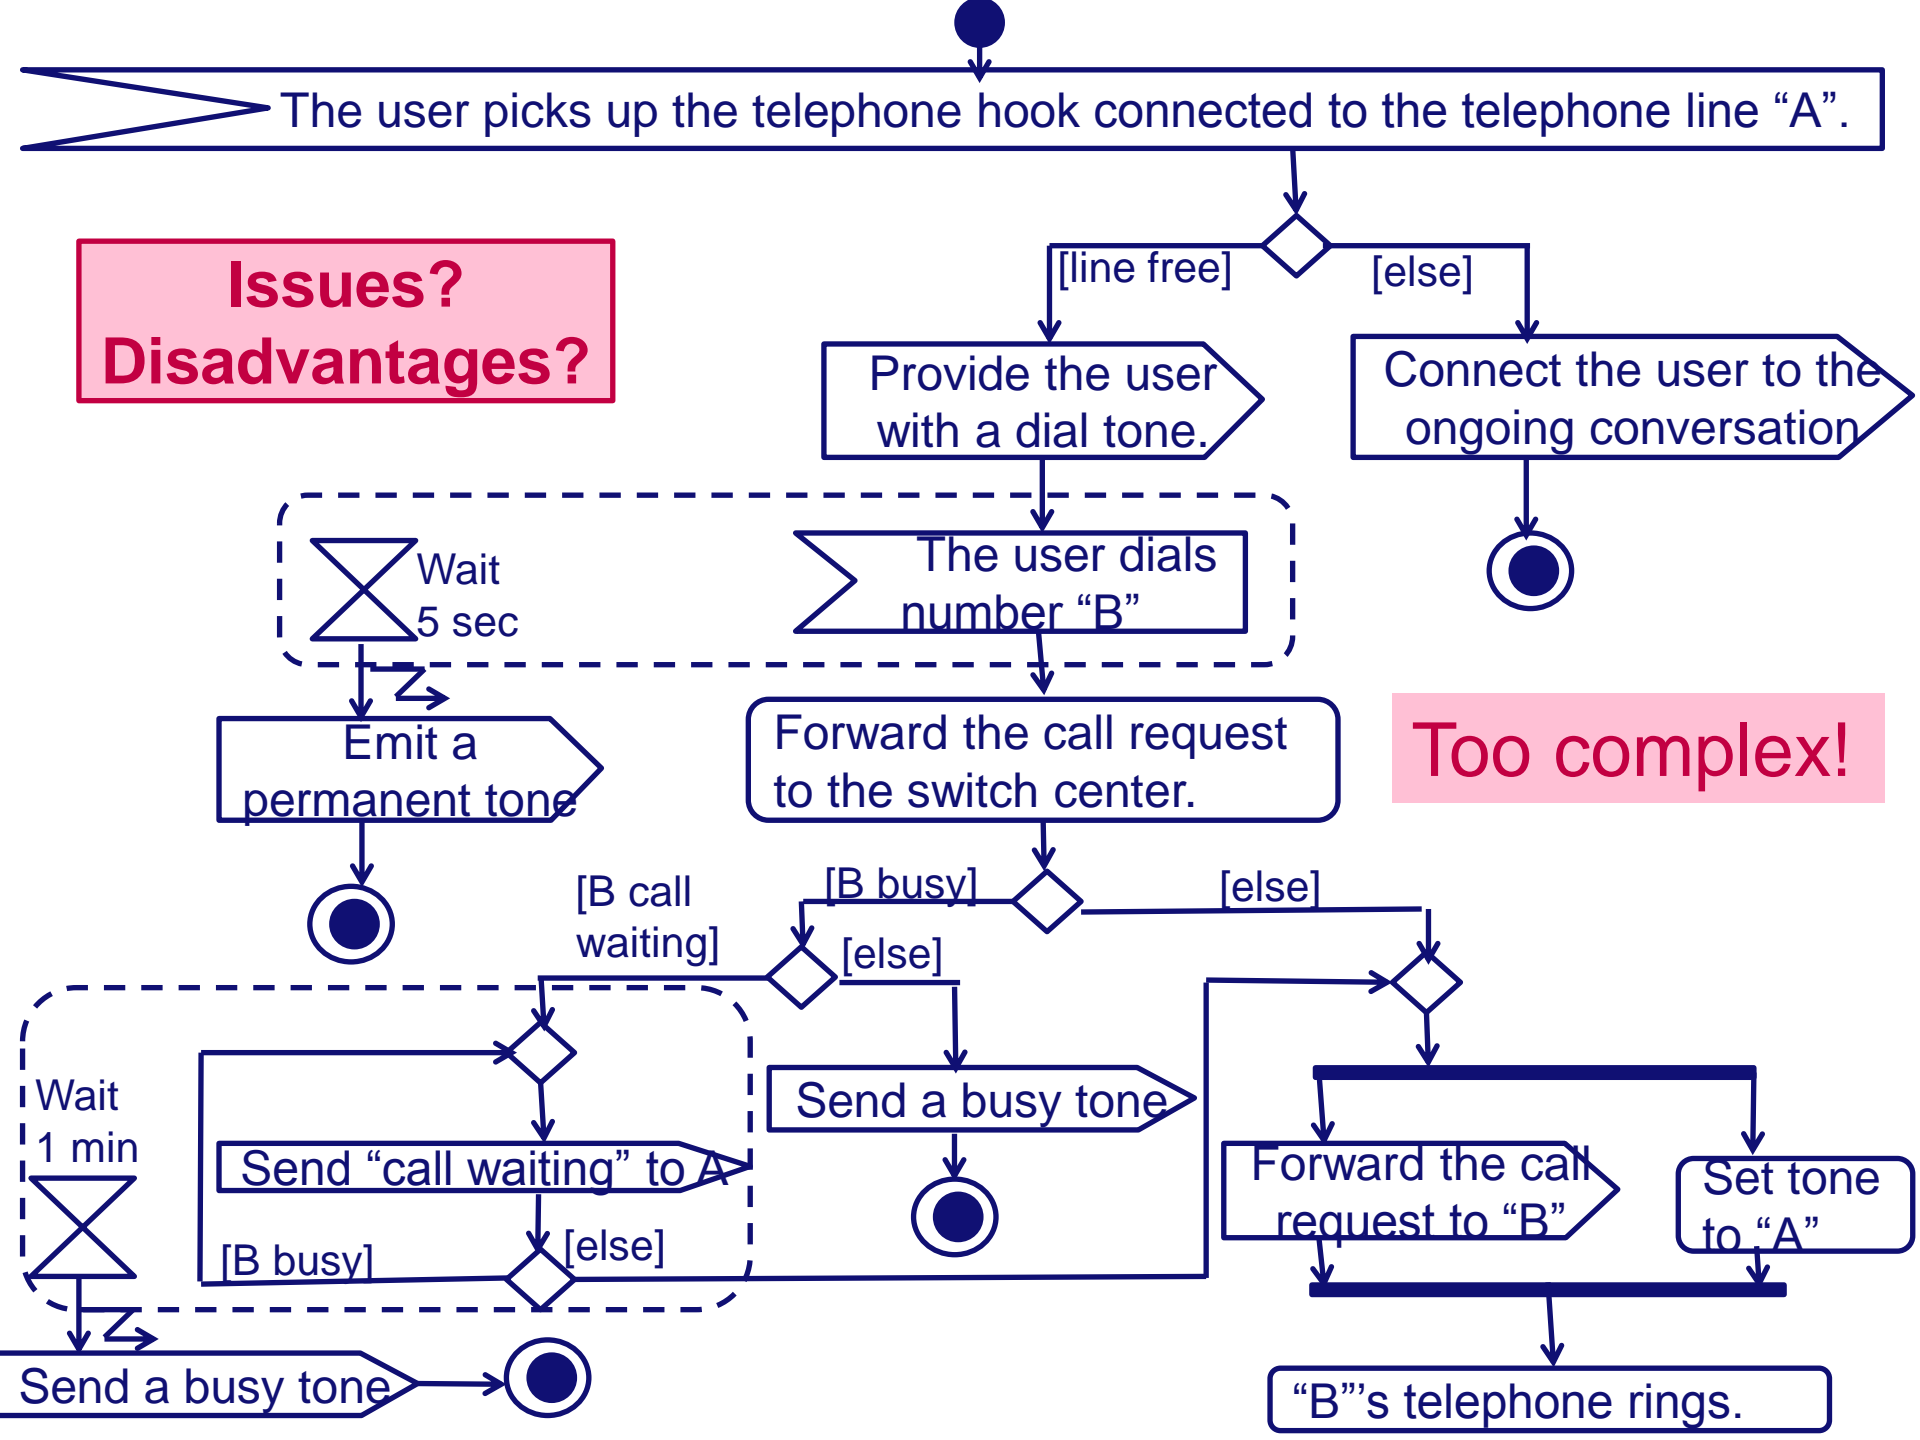 The user picks up the telephone hook connected to the telephone line “A”.
Issues?
Disadvantages?
[line free]
[else]
Provide the user
with a dial tone.
Connect the user to the
ongoing conversation
Wait
5 sec
The user dials
number “B”
Emit a
permanent tone
Forward the call request
to the switch center.
Too complex!
[B call
waiting]
[B busy]
[else]
[else]
Wait
1 min
Send “call waiting” to A
Send a busy tone
Forward the call
request to “B”
Set tone
to “A”
[B busy]
[else]
Send a busy tone
“B”’s telephone rings.